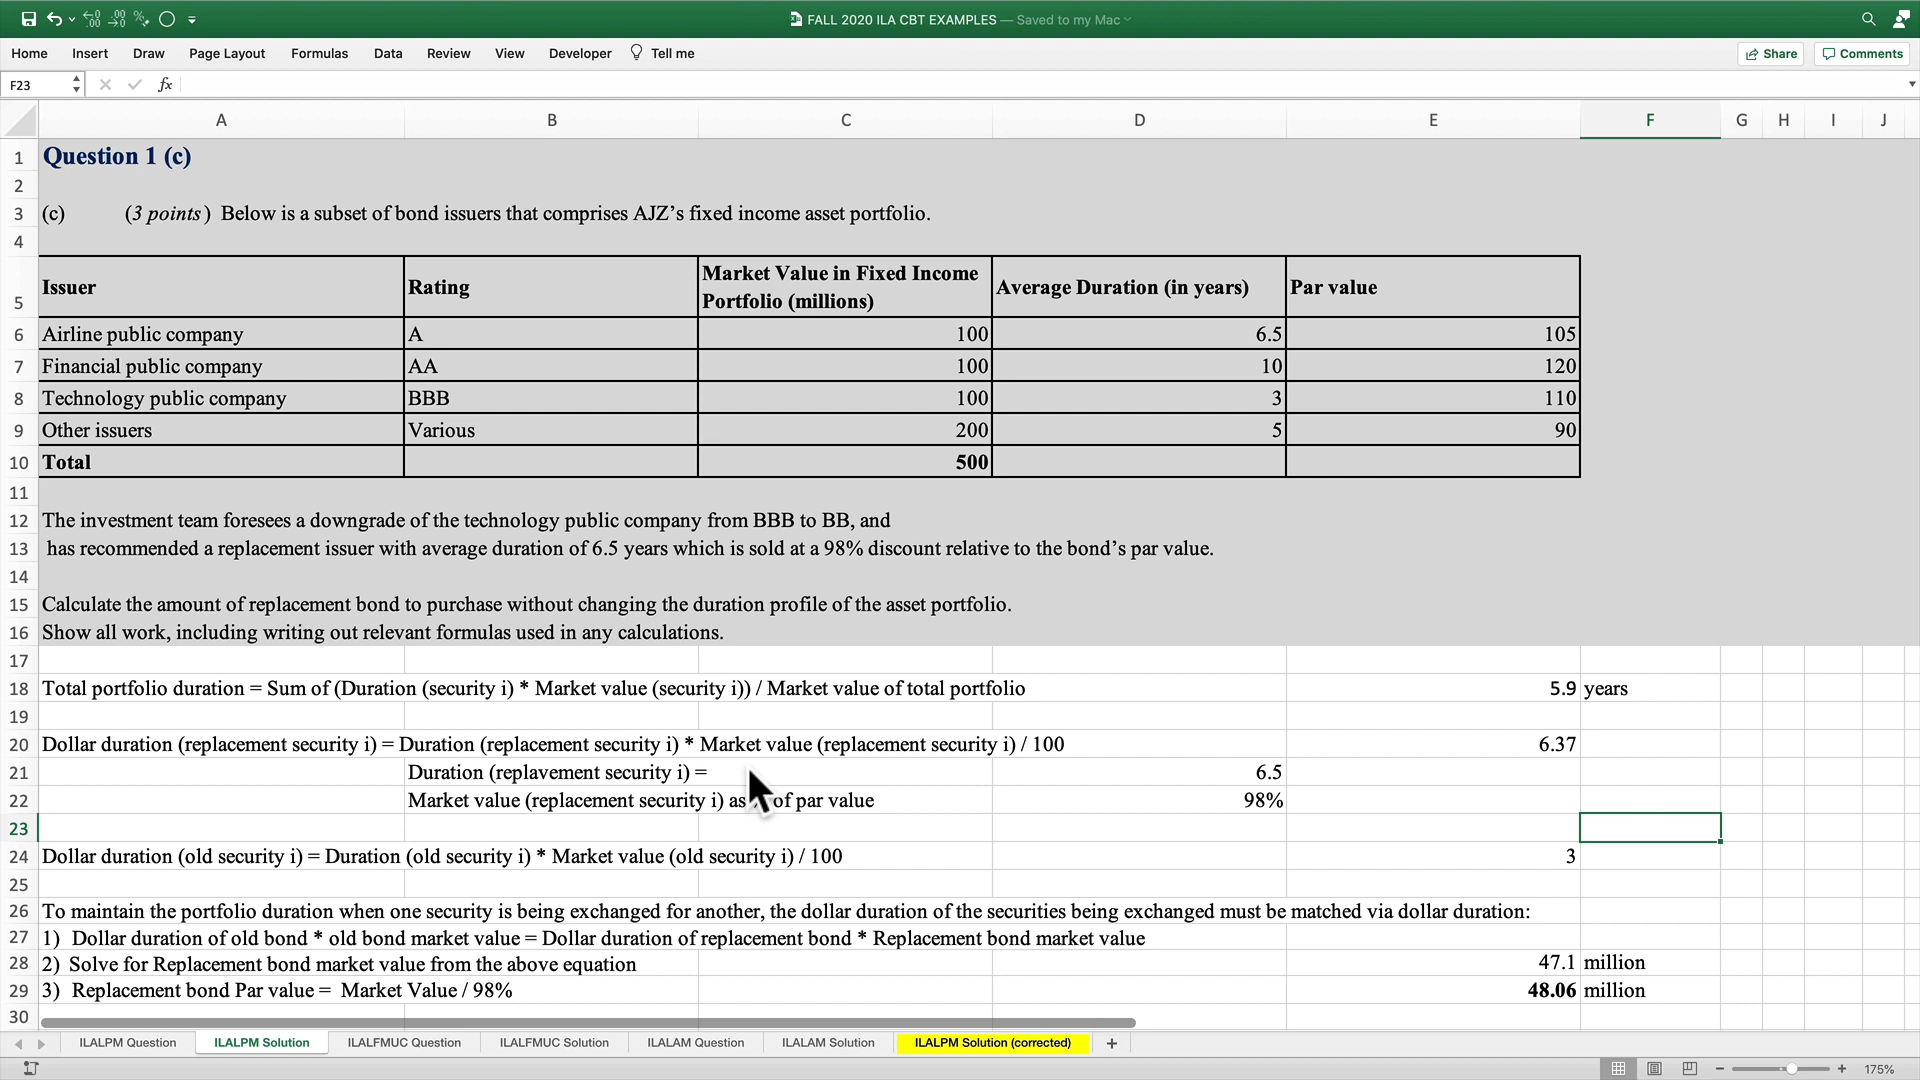 FALL 2020 ILA CBT EXAMPLES — Saved to my Mac
Home Insert Draw Page Layout Formulas Data Review View Developer Tell me Share Comments
F23 fx
A B C D E F G H I J
1 Question 1 (c)
2
3 (c) (3 points) Below is a subset of bond issuers that comprises AJZ’s fixed income asset portfolio.
4
5 Issuer Rating Market Value in Fixed Income Portfolio (millions) Average Duration (in years) Par value
6 Airline public company A 100 6.5 105
7 Financial public company AA 100 10 120
8 Technology public company BBB 100 3 110
9 Other issuers Various 200 5 90
10 Total 500
11
12 The investment team foresees a downgrade of the technology public company from BBB to BB, and
13 has recommended a replacement issuer with average duration of 6.5 years which is sold at a 98% discount relative to the bond’s par value.
14
15 Calculate the amount of replacement bond to purchase without changing the duration profile of the asset portfolio.
16 Show all work, including writing out relevant formulas used in any calculations.
17
18 Total portfolio duration = Sum of (Duration (security i) * Market value (security i)) / Market value of total portfolio 5.9 years
19
20 Dollar duration (replacement security i) = Duration (replacement security i) * Market value (replacement security i) / 100 6.37
21 Duration (replavement security i) = 6.5
22 Market value (replacement security i) as of par value 98%
23
24 Dollar duration (old security i) = Duration (old security i) * Market value (old security i) / 100 3
25
26 To maintain the portfolio duration when one security is being exchanged for another, the dollar duration of the securities being exchanged must be matched via dollar duration:
27 1) Dollar duration of old bond * old bond market value = Dollar duration of replacement bond * Replacement bond market value
28 2) Solve for Replacement bond market value from the above equation 47.1 million
29 3) Replacement bond Par value = Market Value / 98% 48.06 million
30
ILALPM Question ILALPM Solution ILALFMUC Question ILALFMUC Solution ILALAM Question ILALAM Solution ILALPM Solution (corrected) +
175%